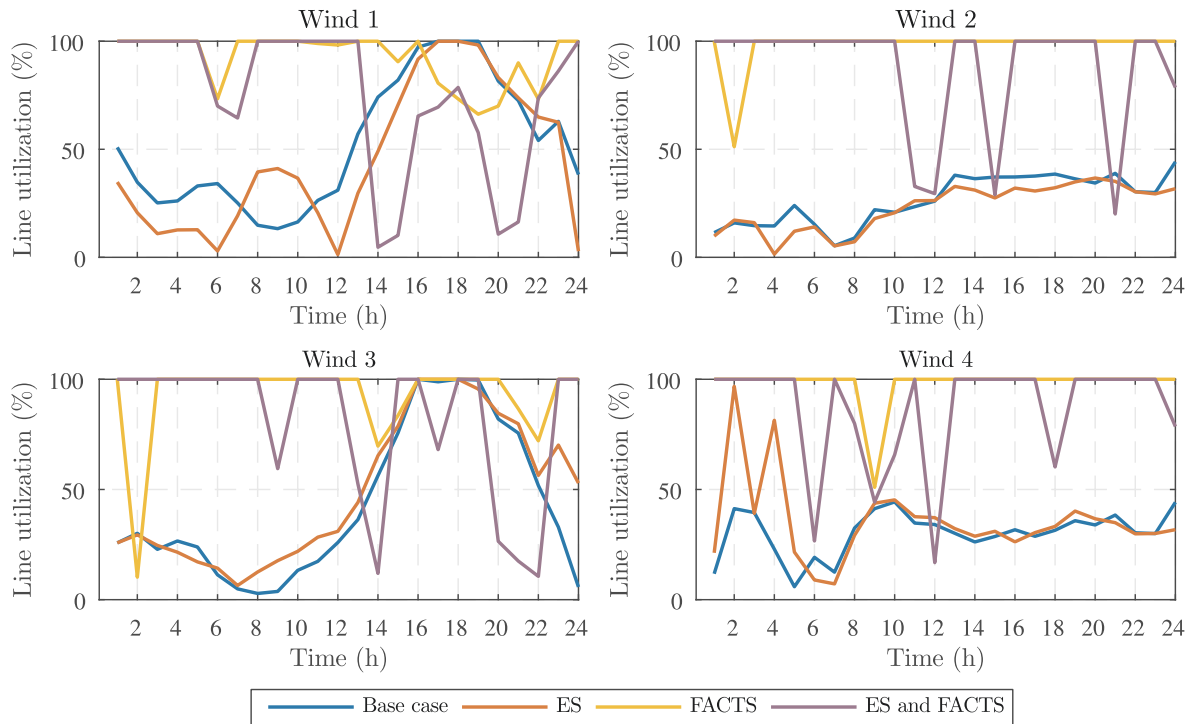 Wind 1
Wind 2
Line utilization (%)
100
50
0
2 4 6 8 10 12 14 16 18 20 22 24
Time (h)
Line utilization (%)
100
50
0
2 4 6 8 10 12 14 16 18 20 22 24
Time (h)
Wind 3
Wind 4
Line utilization (%)
100
50
0
2 4 6 8 10 12 14 16 18 20 22 24
Time (h)
Line utilization (%)
100
50
0
2 4 6 8 10 12 14 16 18 20 22 24
Time (h)
Base case ES FACTS ES and FACTS